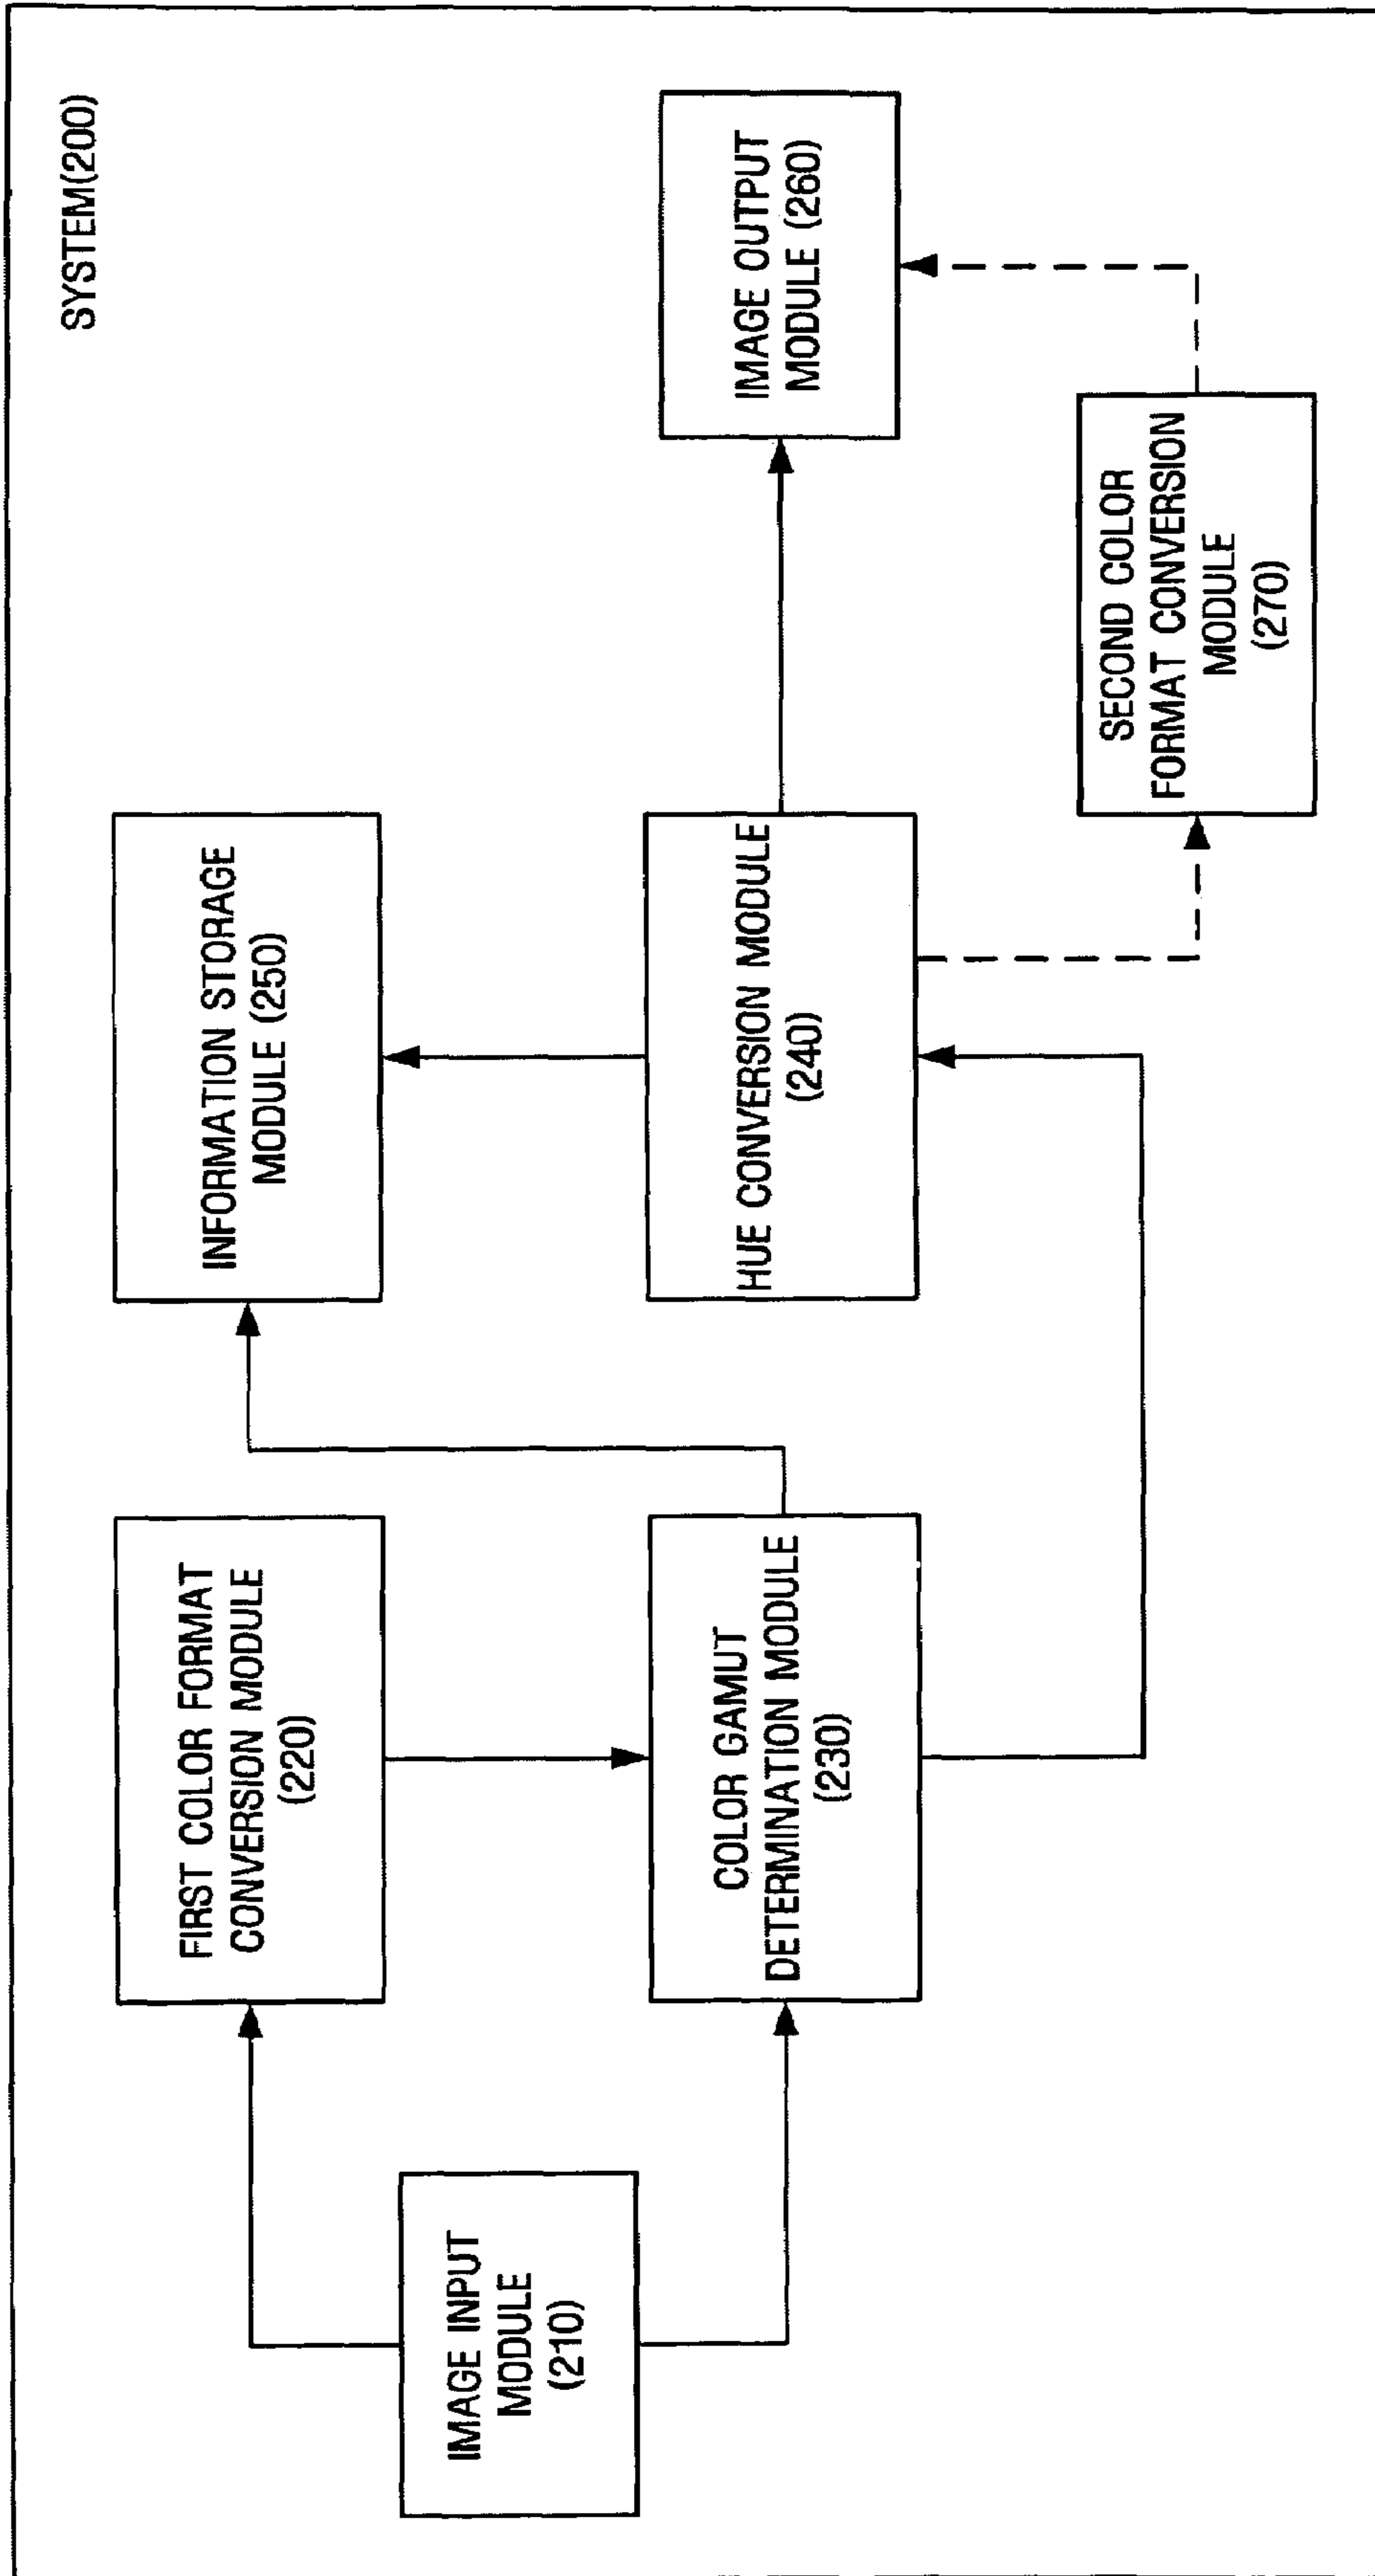 SYSTEM(200)
IMAGE INPUT
MODULE
(210)
FIRST COLOR FORMAT
CONVERSION MODULE
(220)
COLOR GAMUT
DETERMINATION MODULE
(230)
INFORMATION STORAGE
MODULE (250)
HUE CONVERSION MODULE
(240)
IMAGE OUTPUT
MODULE (260)
SECOND COLOR
FORMAT CONVERSION
MODULE
(270)